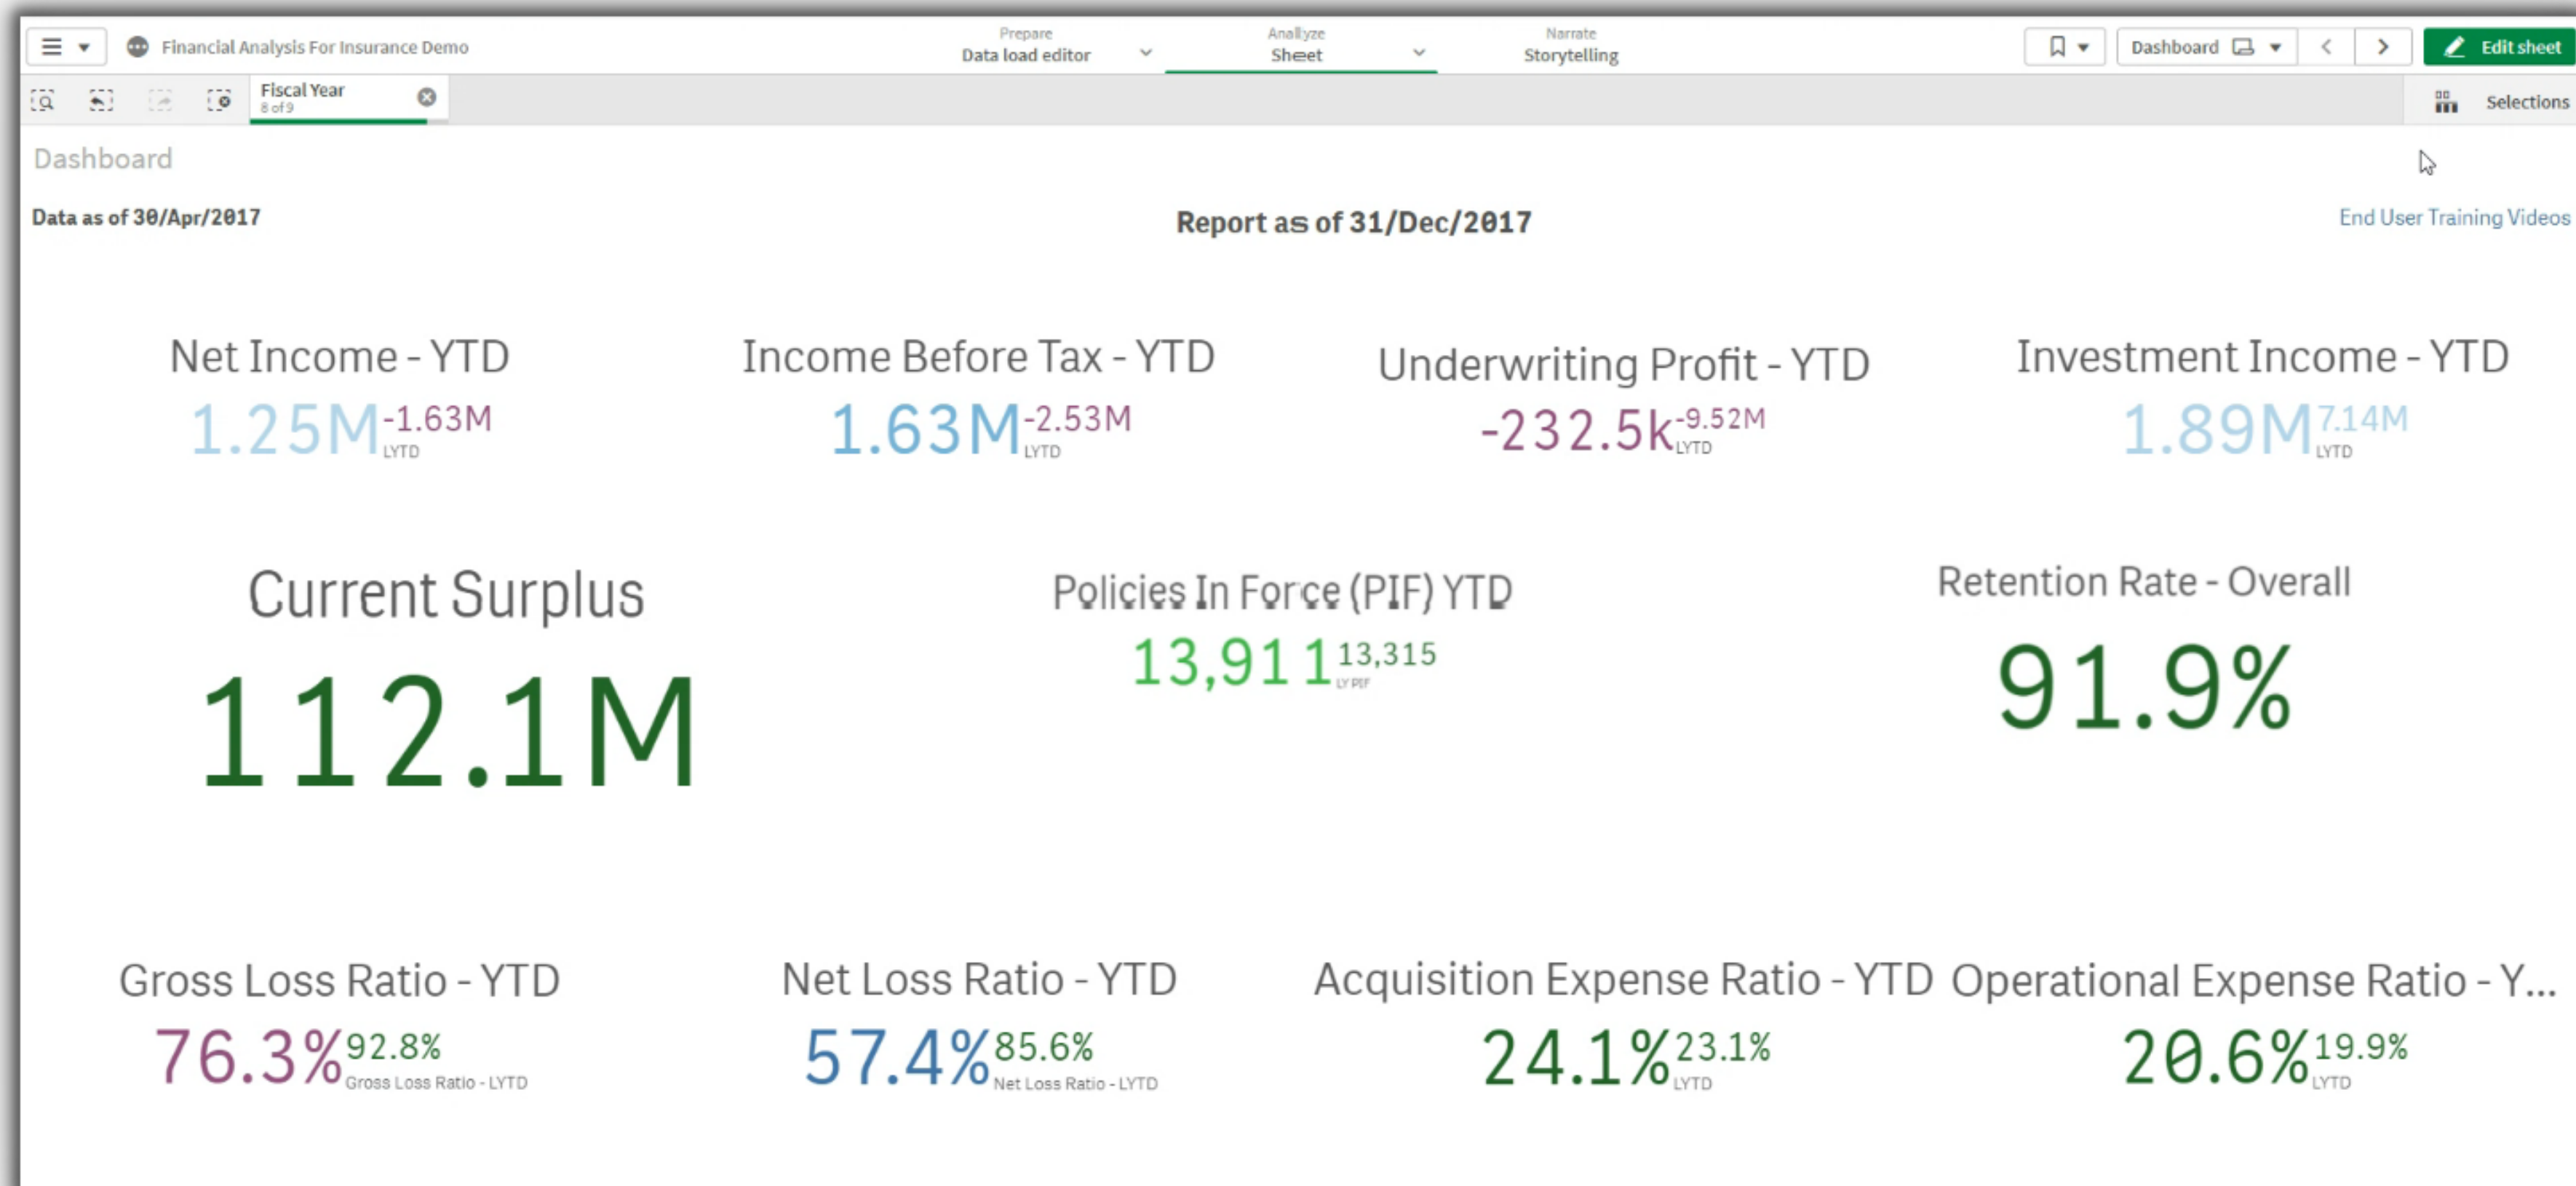 Financial Analysis For Insurance Demo
Prepare
Data load editor
Analyze
Sheet
Narrate
Storytelling
Dashboard
Edit sheet
Fiscal Year
8 of 9
Selections
Dashboard
Data as of 30/Apr/2017
Report as of 31/Dec/2017
End User Training Videos
Net Income - YTD
1.25M -1.63M
LYTD
Income Before Tax - YTD
1.63M -2.53M
LYTD
Underwriting Profit - YTD
-232.5k -9.52M
LYTD
Investment Income - YTD
1.89M 7.14M
LYTD
Current Surplus
112.1M
Policies In Force (PIF) YTD
13,911 13,315
LY PIF
Retention Rate - Overall
91.9%
Gross Loss Ratio - YTD
76.3% 92.8%
Gross Loss Ratio - LYTD
Net Loss Ratio - YTD
57.4% 85.6%
Net Loss Ratio - LYTD
Acquisition Expense Ratio - YTD
24.1% 23.1%
LYTD
Operational Expense Ratio - Y...
20.6% 19.9%
LYTD